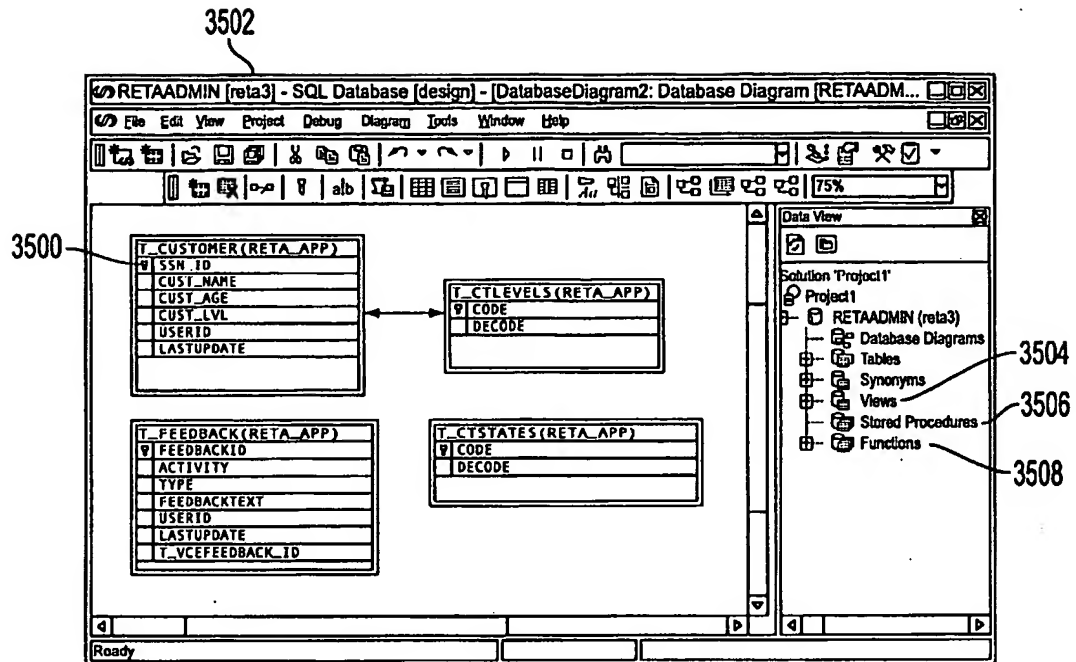 3502
RETAADMIN [reta3] - SQL Database [design] - [DatabaseDiagram2: Database Diagram [RETAADM...
File Edit View Project Debug Diagram Tools Window Help
a|b
75%
3500
T_CUSTOMER(RETA_APP)
SSN_ID
CUST_NAME
CUST_AGE
CUST_LVL
USERID
LASTUPDATE
T_CTLEVELS(RETA_APP)
CODE
DECODE
T_FEEDBACK(RETA_APP)
FEEDBACKID
ACTIVITY
TYPE
FEEDBACKTEXT
USERID
LASTUPDATE
T_VCEFEEDBACK_ID
T_CTSTATES(RETA_APP)
CODE
DECODE
Data View
Solution 'Project1'
Project1
RETAADMIN (reta3)
Database Diagrams
Tables
Synonyms
Views
Stored Procedures
Functions
3504
3506
3508
Ready